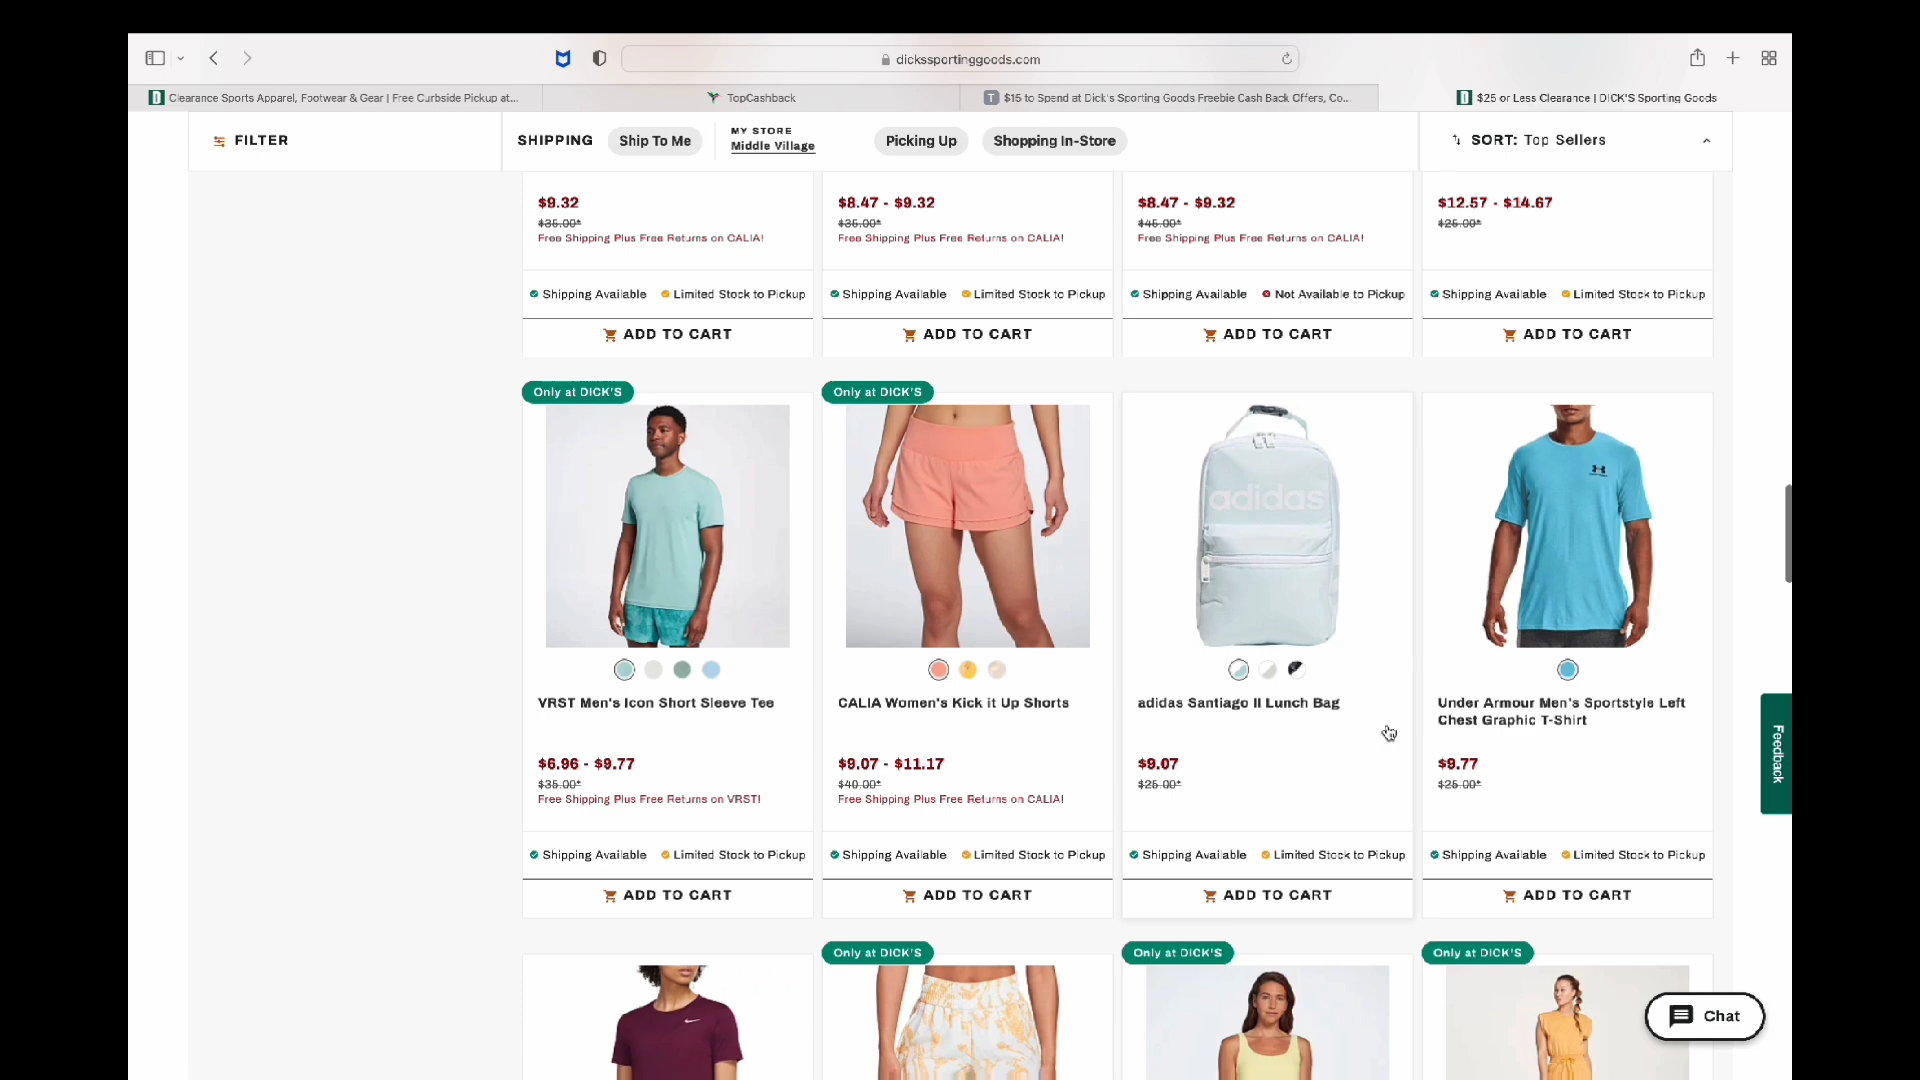 dickssportinggoods.com
Clearance Sports Apparel, Footwear & Gear | Free Curbside Pickup at...
TopCashback
T $15 to Spend at Dick's Sporting Goods Freebie Cash Back Offers, Co...
$25 or Less Clearance | DICK'S Sporting Goods
FILTER
SHIPPING
Ship To Me
MY STORE
Middle Village
Picking Up
Shopping In-Store
SORT: Top Sellers
$9.32
$35.00*
Free Shipping Plus Free Returns on CALIA!
Shipping Available
Limited Stock to Pickup
ADD TO CART
$8.47 - $9.32
$35.00*
Free Shipping Plus Free Returns on CALIA!
Shipping Available
Limited Stock to Pickup
ADD TO CART
$8.47 - $9.32
$45.00*
Free Shipping Plus Free Returns on CALIA!
Shipping Available
Not Available to Pickup
ADD TO CART
$12.57 - $14.67
$25.00*
Shipping Available
Limited Stock to Pickup
ADD TO CART
Only at DICK'S
VRST Men's Icon Short Sleeve Tee
$6.96 - $9.77
$35.00*
Free Shipping Plus Free Returns on VRST!
Shipping Available
Limited Stock to Pickup
ADD TO CART
Only at DICK'S
CALIA Women's Kick it Up Shorts
$9.07 - $11.17
$40.00*
Free Shipping Plus Free Returns on CALIA!
Shipping Available
Limited Stock to Pickup
ADD TO CART
adidas
adidas Santiago II Lunch Bag
$9.07
$25.00*
Shipping Available
Limited Stock to Pickup
ADD TO CART
Under Armour Men's Sportstyle Left
Chest Graphic T-Shirt
$9.77
$25.00*
Shipping Available
Limited Stock to Pickup
ADD TO CART
Feedback
Only at DICK'S
Only at DICK'S
Only at DICK'S
Chat